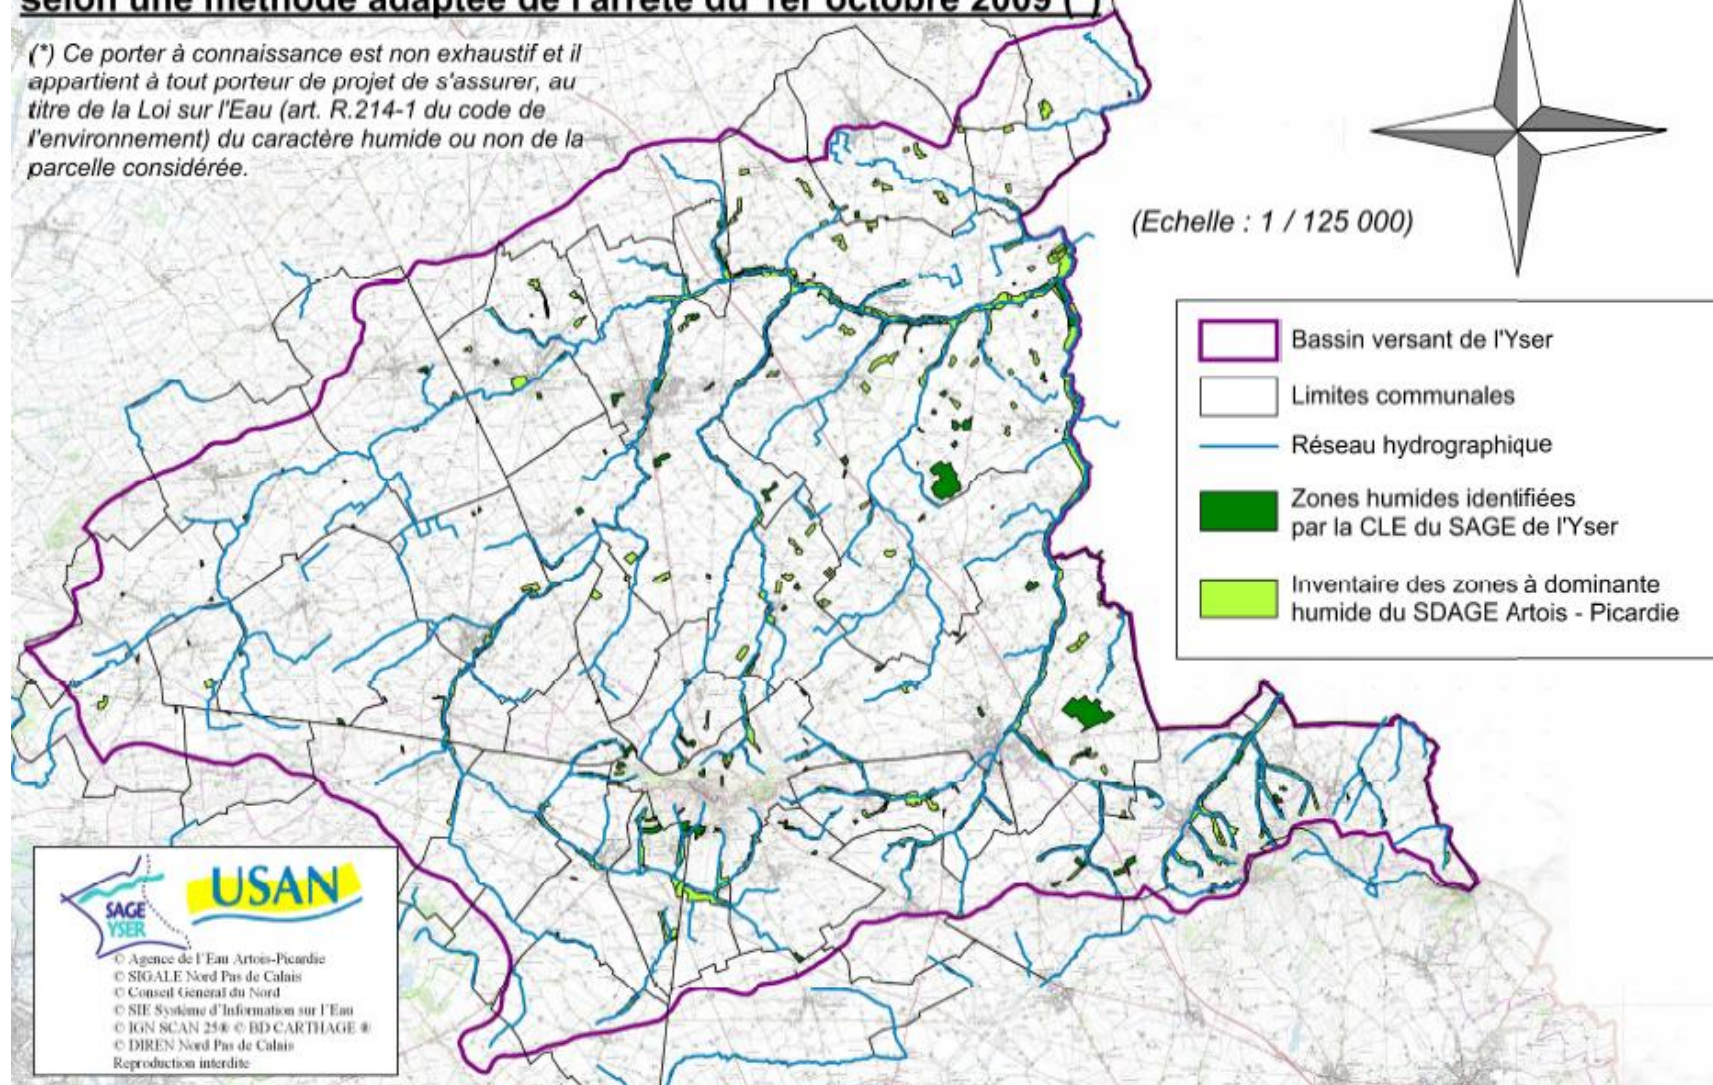 selon une méthode adaptée de l'arrêté du 1er octobre 2009 (*)
(*) Ce porter à connaissance est non exhaustif et il
appartient à tout porteur de projet de s'assurer, au
titre de la Loi sur l'Eau (art. R.214-1 du code de
l'environnement) du caractère humide ou non de la
parcelle considérée.
(Echelle : 1 / 125 000)
Bassin versant de l'Yser
Limites communales
Réseau hydrographique
Zones humides identifiées
par la CLE du SAGE de l'Yser
Inventaire des zones à dominante
humide du SDAGE Artois - Picardie
SAGE
YSER
USAN
© Agence de l'Eau Artois-Picardie
© SIGALE Nord Pas de Calais
© Conseil General du Nord
© SIE Système d'Information sur l'Eau
© IGN SCAN 25® © BD CARTHAGE ®
© DIREN Nord Pas de Calais
Reproduction interdite